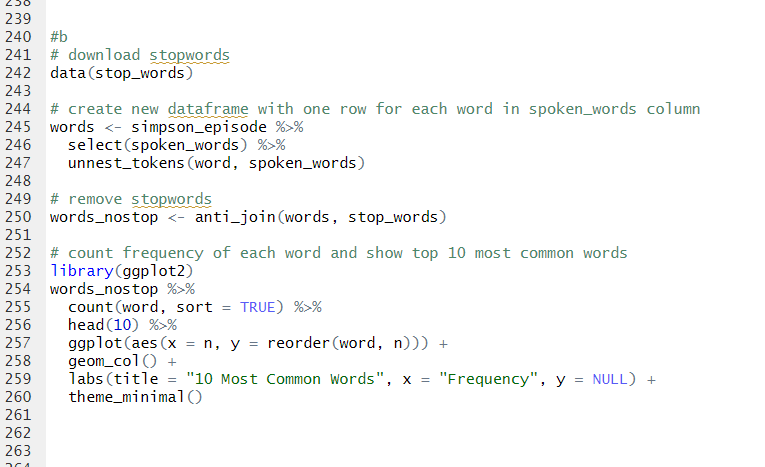 238
239
240 #b
241 # download stopwords
242 data(stop_words)
243
244 # create new dataframe with one row for each word in spoken_words column
245 words <- simpson_episode %>%
246   select(spoken_words) %>%
247   unnest_tokens(word, spoken_words)
248
249 # remove stopwords
250 words_nostop <- anti_join(words, stop_words)
251
252 # count frequency of each word and show top 10 most common words
253 library(ggplot2)
254 words_nostop %>%
255   count(word, sort = TRUE) %>%
256   head(10) %>%
257   ggplot(aes(x = n, y = reorder(word, n))) +
258   geom_col() +
259   labs(title = "10 Most Common Words", x = "Frequency", y = NULL) +
260   theme_minimal()
261
262
263
264